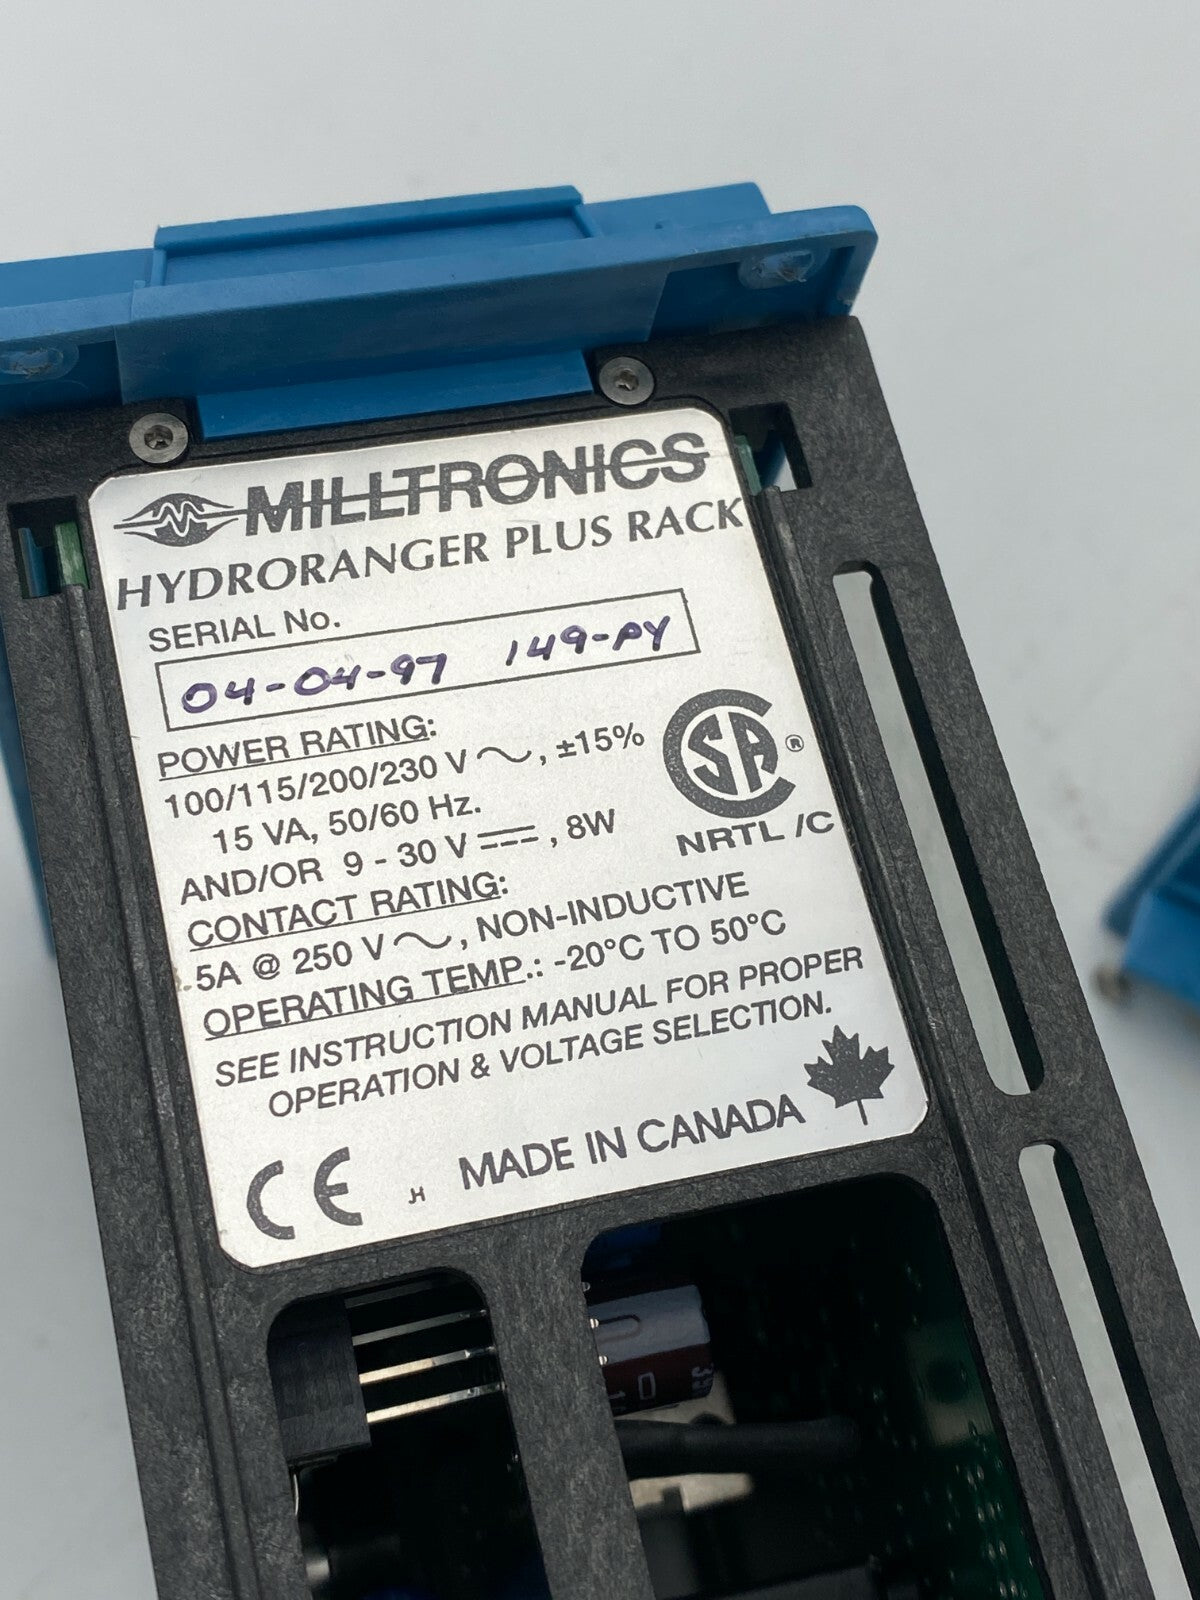 MILLTRONICS
HYDRORANGER PLUS RACK
SERIAL No.
04-04-97 149-PY
POWER RATING:
100/115/200/230 V ∿, ±15%
15 VA, 50/60 Hz.
AND/OR 9 - 30 V ⎓, 8W
SA ®
NRTL /C
CONTACT RATING:
5A @ 250 V ∿, NON-INDUCTIVE
OPERATING TEMP.: -20°C TO 50°C
SEE INSTRUCTION MANUAL FOR PROPER
OPERATION & VOLTAGE SELECTION.
CE JH MADE IN CANADA